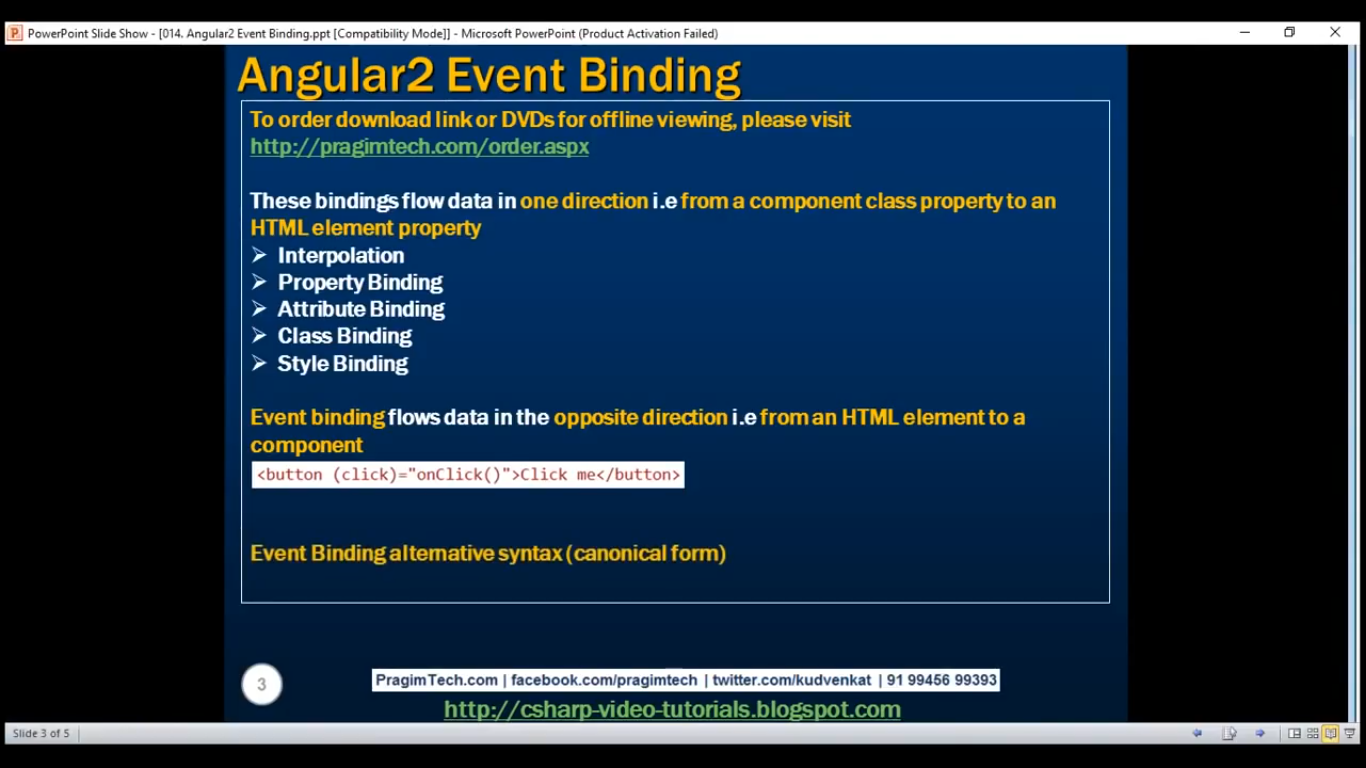 PowerPoint Slide Show - [014. Angular2 Event Binding.ppt [Compatibility Mode]] - Microsoft PowerPoint (Product Activation Failed)
Angular2 Event Binding
To order download link or DVDs for offline viewing, please visit
http://pragimtech.com/order.aspx
These bindings flow data in one direction i.e from a component class property to an
HTML element property
Interpolation
Property Binding
Attribute Binding
Class Binding
Style Binding
Event binding flows data in the opposite direction i.e from an HTML element to a
component
<button (click)="onClick()">Click me</button>
Event Binding alternative syntax (canonical form)
3
PragimTech.com | facebook.com/pragimtech | twitter.com/kudvenkat | 91 99456 99393
http://csharp-video-tutorials.blogspot.com
Slide 3 of 5